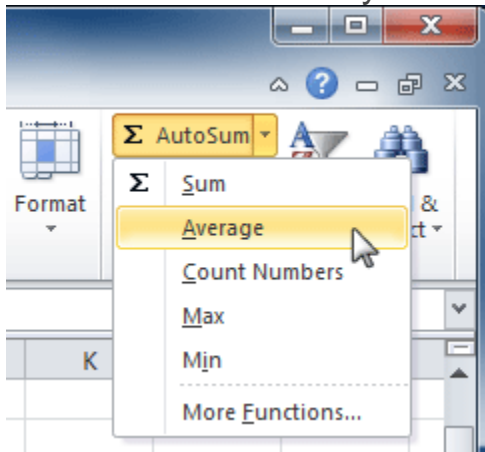 Σ AutoSum
Format
Σ Sum
&
Average
ct
Count Numbers
Max
K
Min
More Functions...